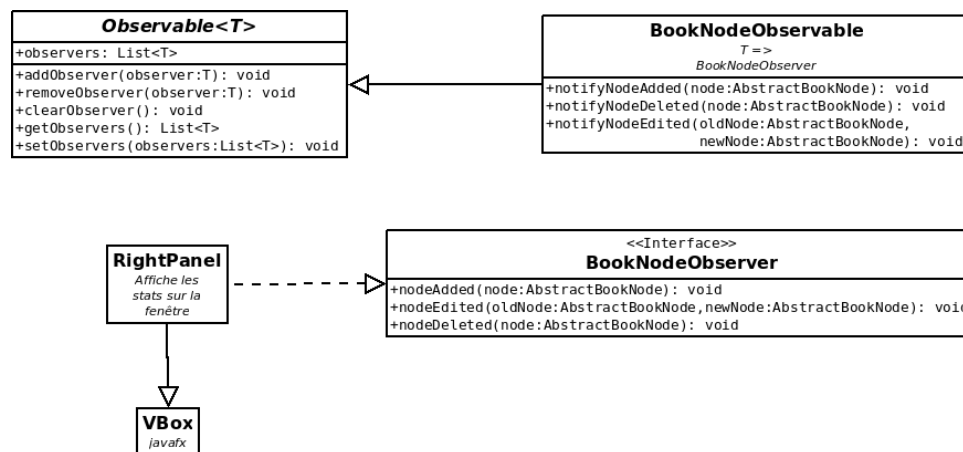 Observable<T>
+observers: List<T>
+addObserver(observer:T): void
+removeObserver(observer:T): void
+clearObserver(): void
+getObservers(): List<T>
+setObservers(observers:List<T>): void
BookNodeObservable
T =>
BookNodeObserver
+notifyNodeAdded(node:AbstractBookNode): void
+notifyNodeDeleted(node:AbstractBookNode): void
+notifyNodeEdited(oldNode:AbstractBookNode,
newNode:AbstractBookNode): void
RightPanel
Affiche les
stats sur la
fenêtre
<<Interface>>
BookNodeObserver
+nodeAdded(node:AbstractBookNode): void
+nodeEdited(oldNode:AbstractBookNode,newNode:AbstractBookNode): void
+nodeDeleted(node:AbstractBookNode): void
VBox
javafx